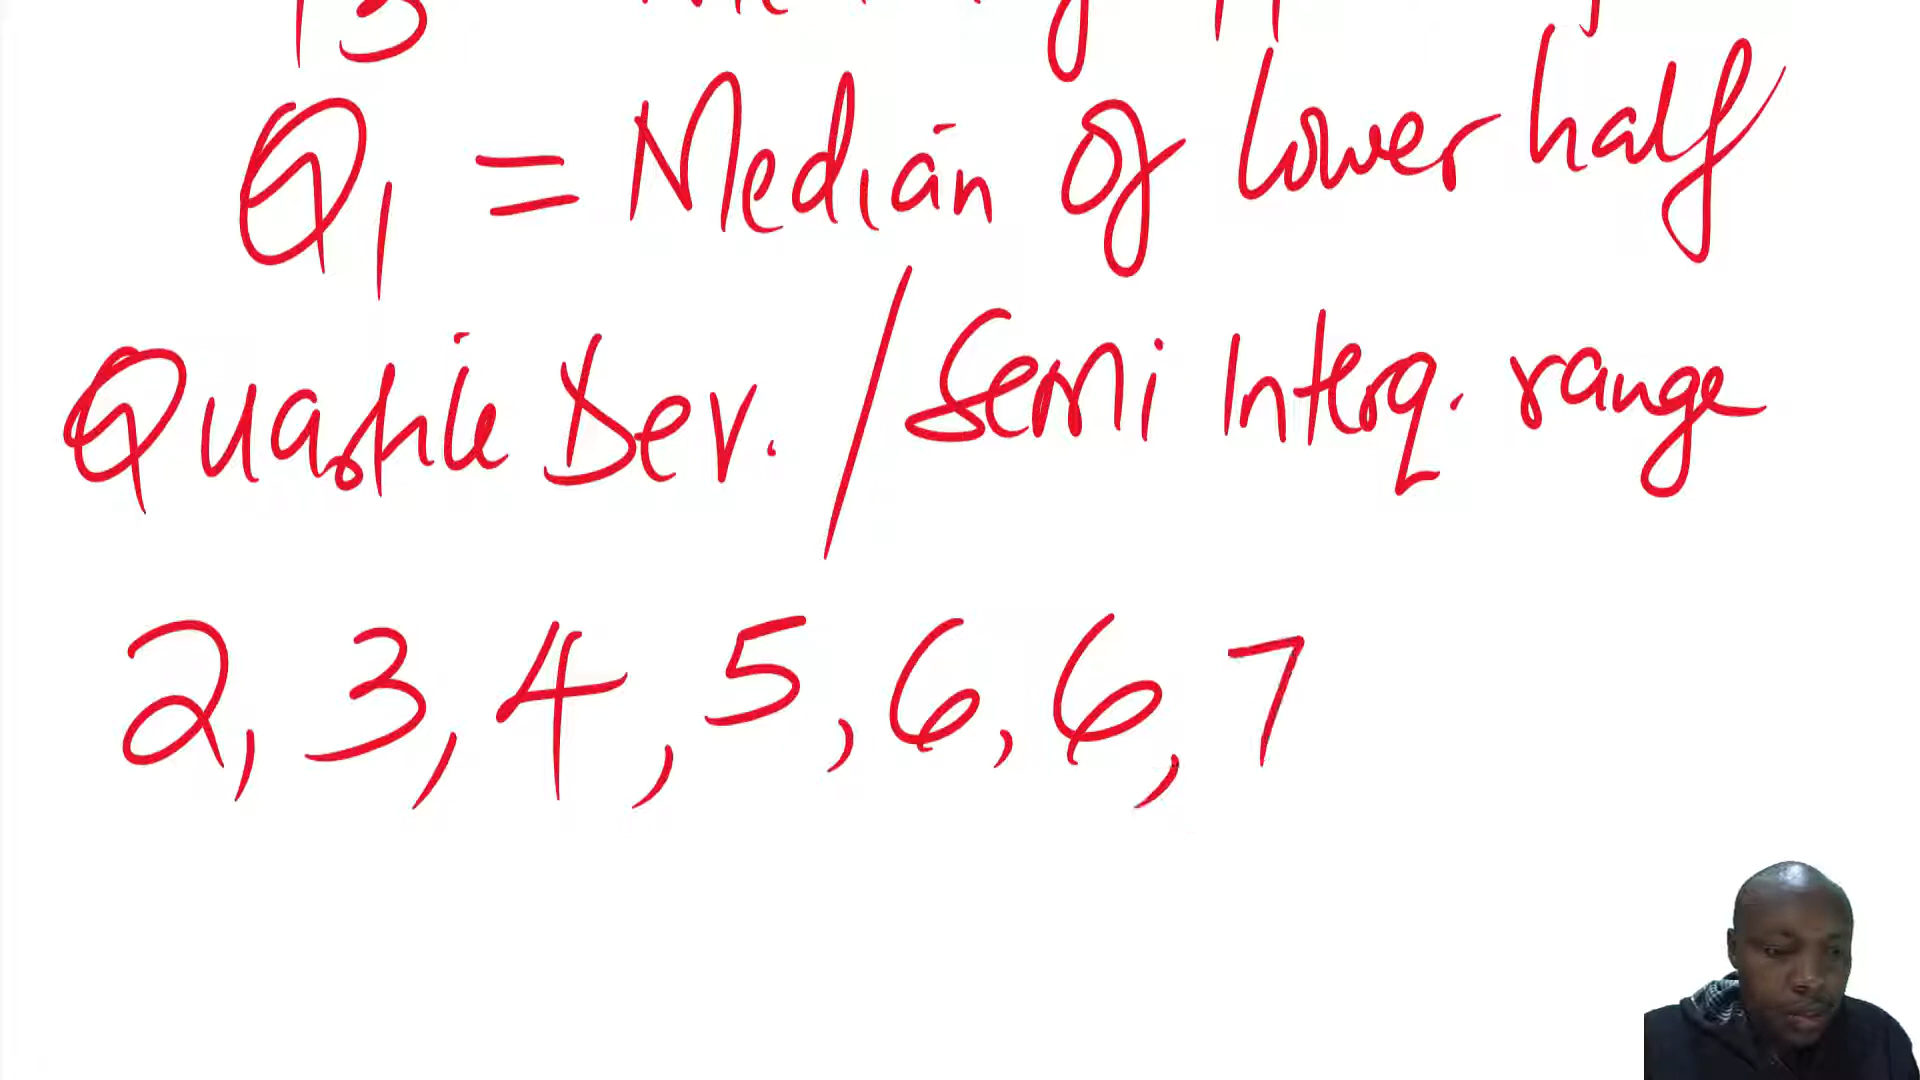 Q1 = Median of lower half
Quartile Dev. / Semi Interq. range
2, 3, 4, 5, 6, 6, 7